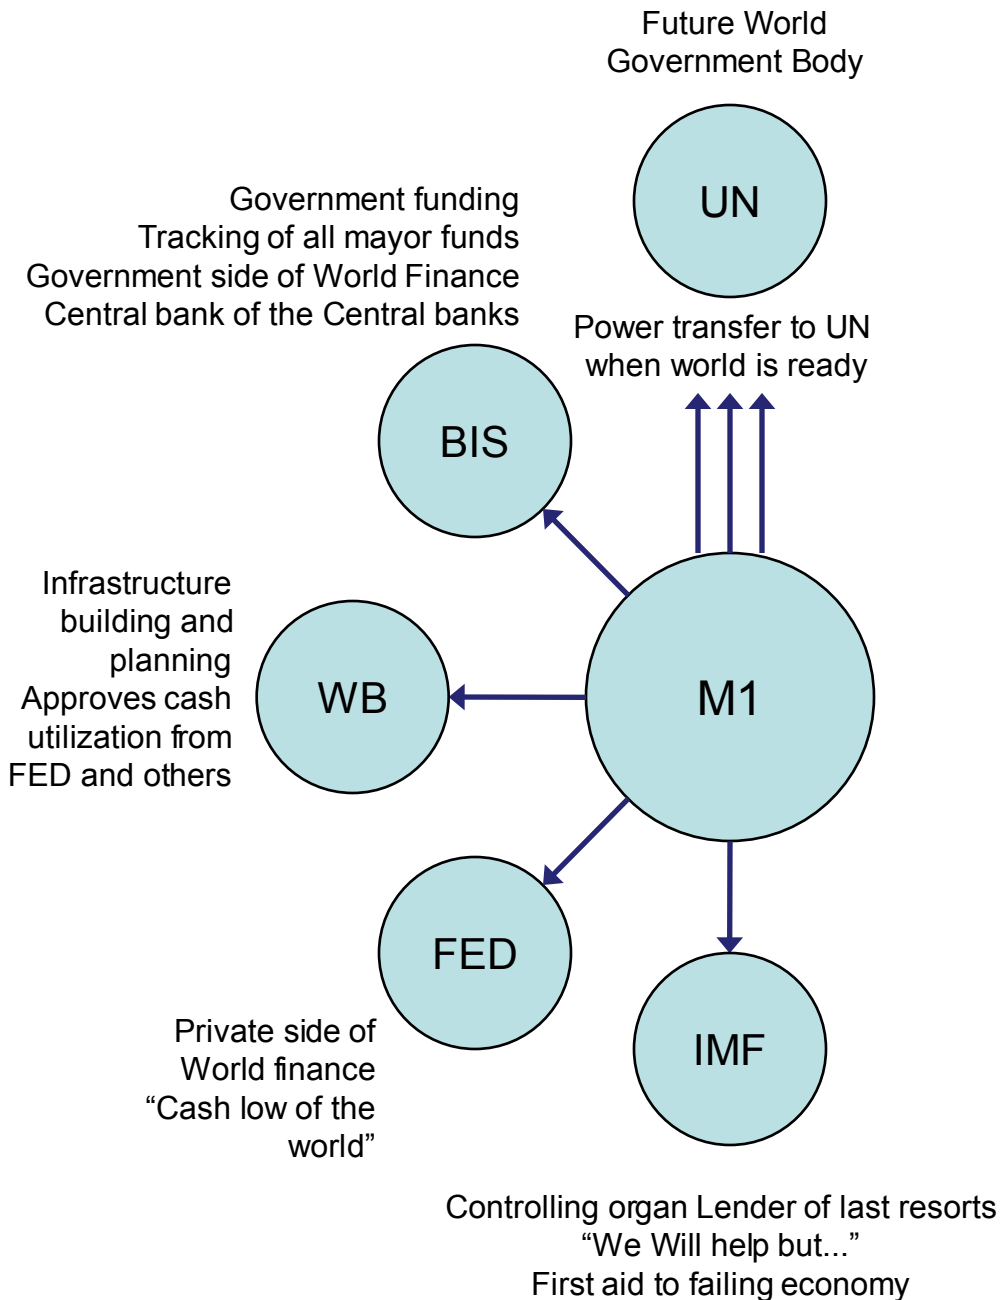 Future World
Government Body
UN
Government funding
Tracking of all mayor funds
Government side of World Finance
Central bank of the Central banks
Power transfer to UN
when world is ready
BIS
Infrastructure
building and
planning
Approves cash
utilization from
FED and others
WB
M1
FED
Private side of
World finance
“Cash low of the
world”
IMF
Controlling organ Lender of last resorts
“We Will help but...”
First aid to failing economy